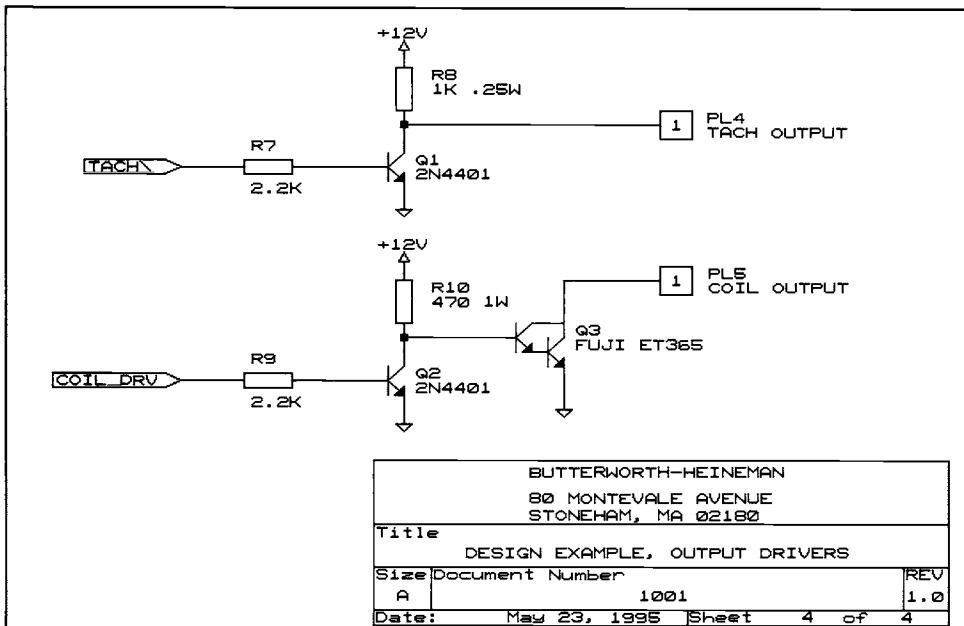 +12V
R8
1K .25W
1
PL4
TACH OUTPUT
TACH\
R7
2.2K
Q1
2N4401
+12V
R10
470 1W
1
PL5
COIL OUTPUT
Q3
FUJI ET365
COIL_DRV
R9
2.2K
Q2
2N4401
BUTTERWORTH-HEINEMAN
80 MONTEVALE AVENUE
STONEHAM, MA 02180
Title
DESIGN EXAMPLE, OUTPUT DRIVERS
Size Document Number REV
A 1001 1.0
Date: May 23, 1995 Sheet 4 of 4